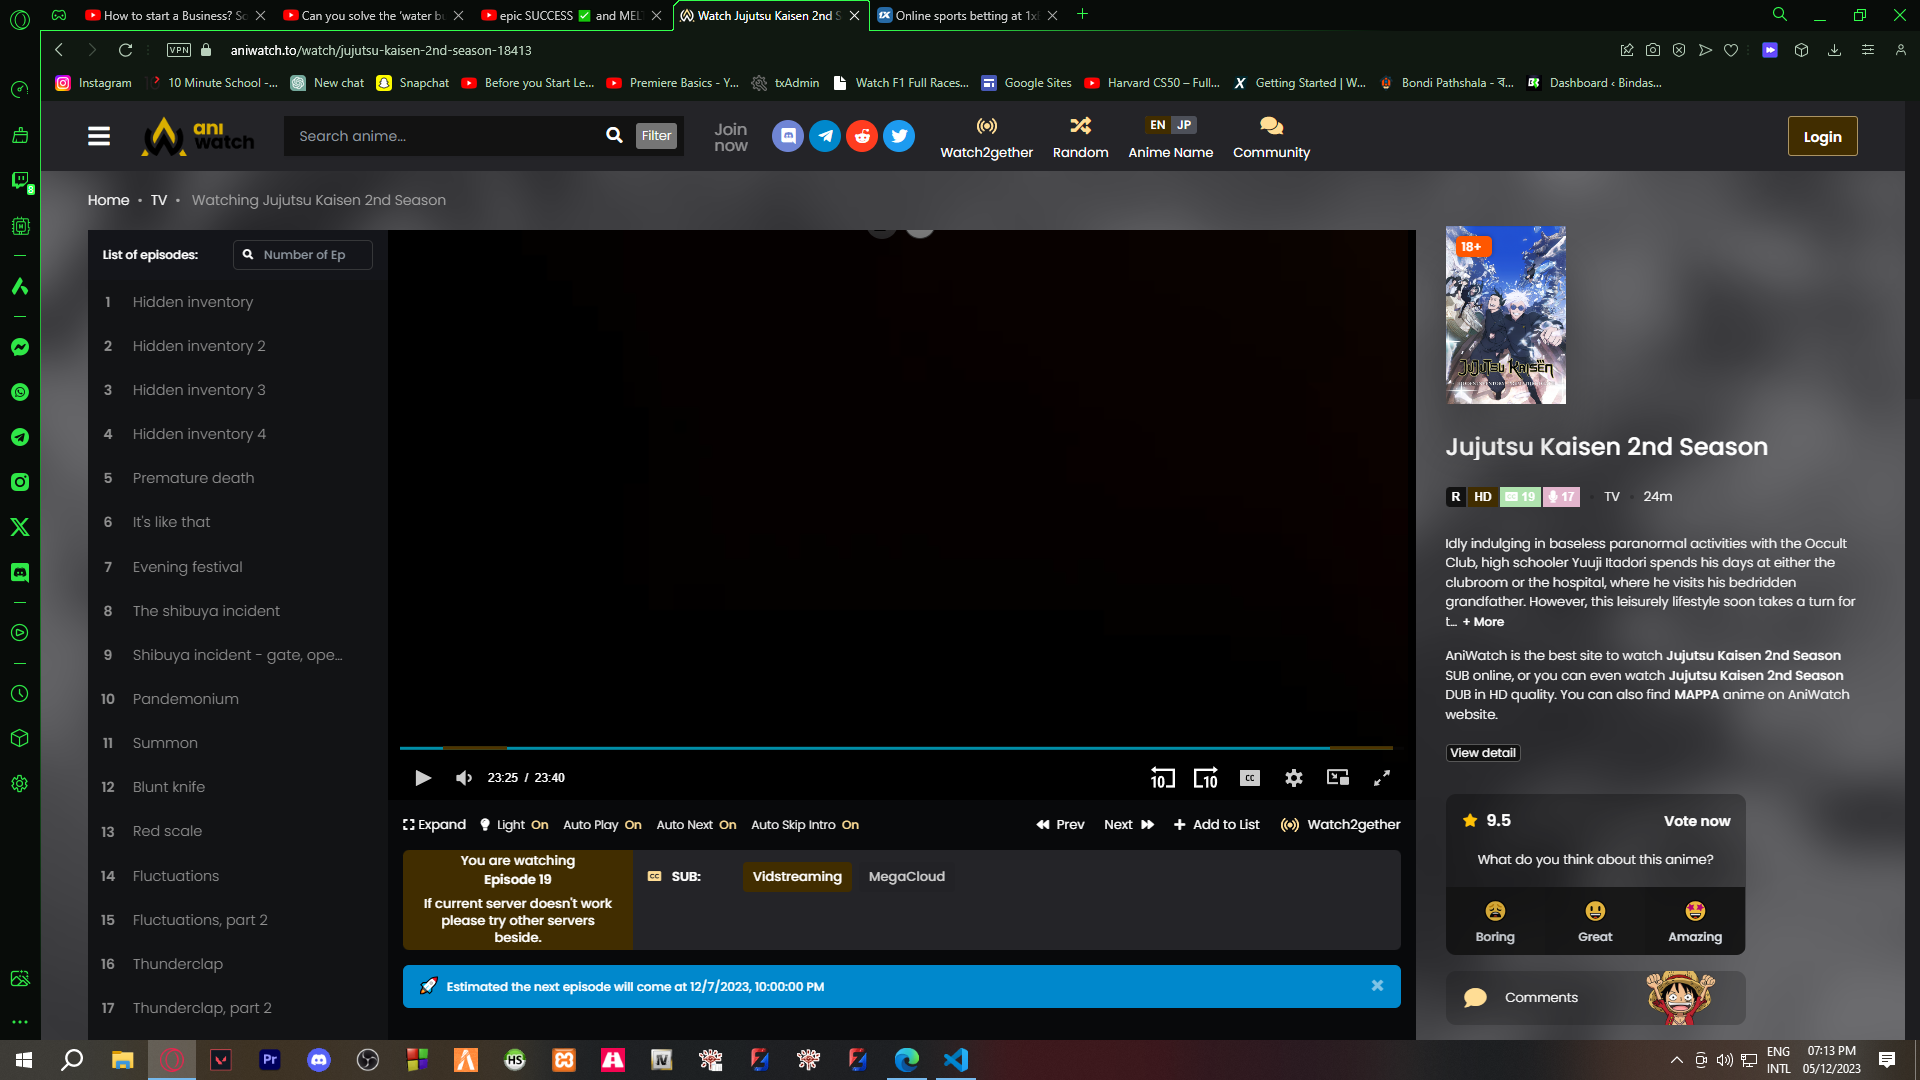 How to start a Business? So
Can you solve the 'water bu
epic SUCCESS ✅ and MEL
Watch Jujutsu Kaisen 2nd S
Online sports betting at 1x
VPN
aniwatch.to/watch/jujutsu-kaisen-2nd-season-18413
Instagram
10 Minute School -...
New chat
Snapchat
Before you Start Le...
Premiere Basics - Y...
txAdmin
Watch F1 Full Races...
Google Sites
Harvard CS50 – Full...
Getting Started | W...
Bondi Pathshala - ব...
Dashboard ‹ Bindas...
ani
watch
Search anime...
Filter
Join
now
Watch2gether
Random
EN JP
Anime Name
Community
Login
Home • TV • Watching Jujutsu Kaisen 2nd Season
List of episodes:
Number of Ep
1 Hidden inventory
2 Hidden inventory 2
3 Hidden inventory 3
4 Hidden inventory 4
5 Premature death
6 It's like that
7 Evening festival
8 The shibuya incident
9 Shibuya incident - gate, ope...
10 Pandemonium
11 Summon
12 Blunt knife
13 Red scale
14 Fluctuations
15 Fluctuations, part 2
16 Thunderclap
17 Thunderclap, part 2
23:25 / 23:40
10
10
CC
Expand
Light On
Auto Play On
Auto Next On
Auto Skip Intro On
Prev
Next
Add to List
Watch2gether
You are watching
Episode 19
If current server doesn't work
please try other servers
beside.
SUB:
Vidstreaming
MegaCloud
Estimated the next episode will come at 12/7/2023, 10:00:00 PM
18+
JUJUTSU KAISEN
Jujutsu Kaisen 2nd Season
R HD 19 17 • TV • 24m
Idly indulging in baseless paranormal activities with the Occult
Club, high schooler Yuuji Itadori spends his days at either the
clubroom or the hospital, where he visits his bedridden
grandfather. However, this leisurely lifestyle soon takes a turn for
t... + More
AniWatch is the best site to watch Jujutsu Kaisen 2nd Season
SUB online, or you can even watch Jujutsu Kaisen 2nd Season
DUB in HD quality. You can also find MAPPA anime on AniWatch
website.
View detail
9.5
Vote now
What do you think about this anime?
Boring
Great
Amazing
Comments
3
Pr
HS
IV
ENG
INTL
07:13 PM
05/12/2023